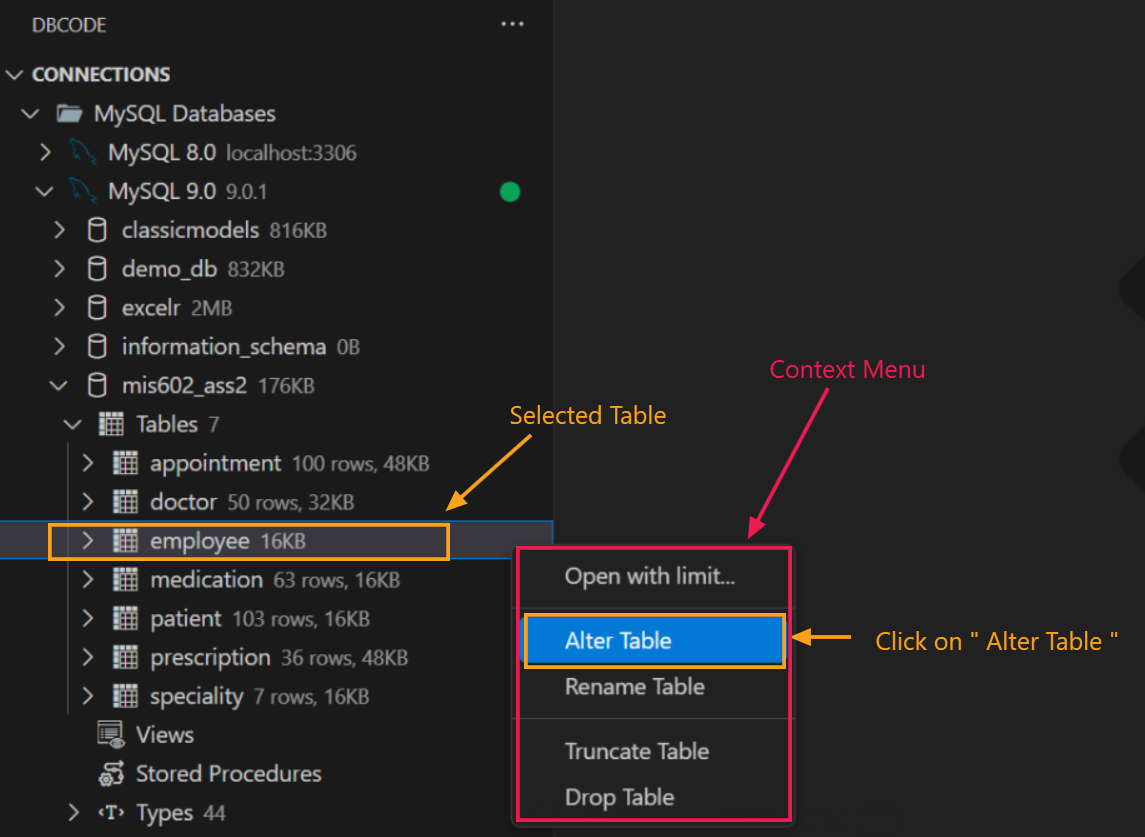 DBCODE
CONNECTIONS
MySQL Databases
MySQL 8.0 localhost:3306
MySQL 9.0 9.0.1
classicmodels 816KB
demo_db 832KB
excelr 2MB
information_schema 0B
mis602_ass2 176KB
Tables 7
appointment 100 rows, 48KB
doctor 50 rows, 32KB
employee 16KB
medication 63 rows, 16KB
patient 103 rows, 16KB
prescription 36 rows, 48KB
speciality 7 rows, 16KB
Views
Stored Procedures
<T> Types 44
Selected Table
Context Menu
Open with limit...
Alter Table
Rename Table
Truncate Table
Drop Table
Click on " Alter Table "